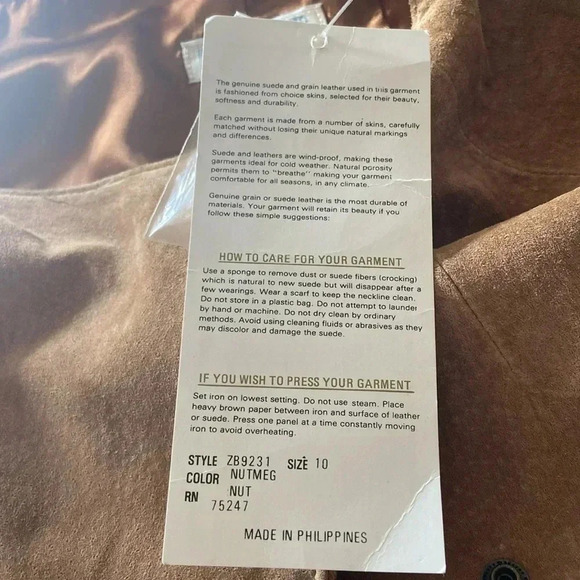 The genuine suede and grain leather used in this garment
is fashioned from choice skins, selected for their beauty,
softness and durability.
Each garment is made from a number of skins, carefully
matched without losing their unique natural markings
and differences.
Suede and leathers are wind-proof, making these
garments ideal for cold weather. Natural porosity
permits them to "breathe" making your garment
comfortable for all seasons, in any climate.
Genuine grain or suede leather is the most durable of
materials. Your garment will retain its beauty if you
follow these simple suggestions:
HOW TO CARE FOR YOUR GARMENT
Use a sponge to remove dust or suede fibers (crocking)
which is natural to new suede but will disappear after a
few wearings. Wear a scarf to keep the neckline clean.
Do not store in a plastic bag. Do not attempt to launder
by hand or machine. Do not dry clean by ordinary
methods. Avoid using cleaning fluids or abrasives as they
may discolor and damage the suede.
IF YOU WISH TO PRESS YOUR GARMENT
Set iron on lowest setting. Do not use steam. Place
heavy brown paper between iron and surface of leather
or suede. Press one panel at a time constantly moving
iron to avoid overheating.
STYLE ZB9231 SIZE 10
COLOR NUTMEG
NUT
RN 75247
MADE IN PHILIPPINES